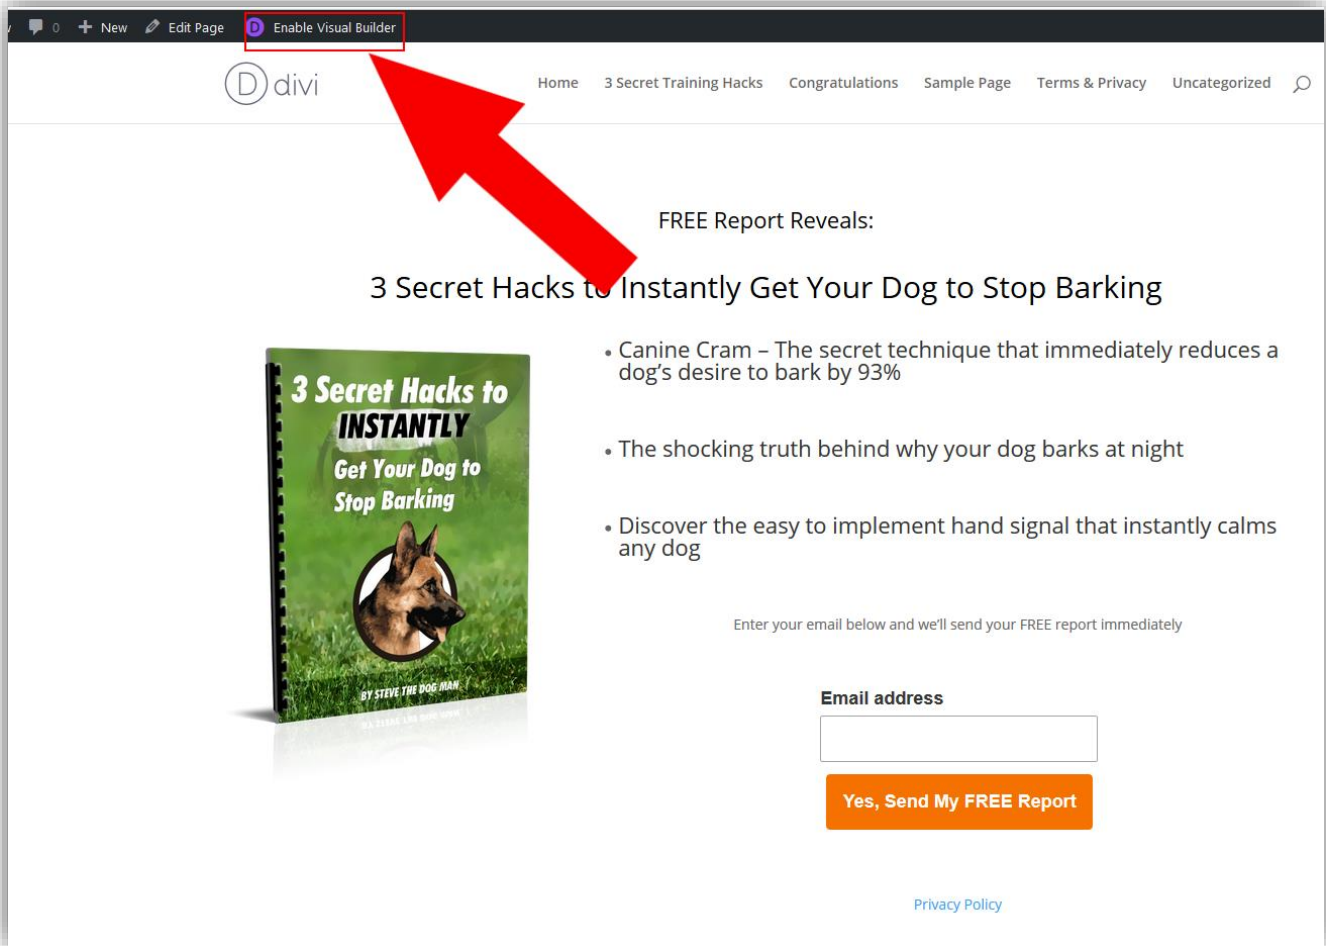 0 New Edit Page D Enable Visual Builder
D divi
Home 3 Secret Training Hacks Congratulations Sample Page Terms & Privacy Uncategorized
FREE Report Reveals:
3 Secret Hacks to Instantly Get Your Dog to Stop Barking
3 Secret Hacks to
INSTANTLY
Get Your Dog to
Stop Barking
BY STEVE THE DOG MAN
• Canine Cram – The secret technique that immediately reduces a
dog’s desire to bark by 93%
• The shocking truth behind why your dog barks at night
• Discover the easy to implement hand signal that instantly calms
any dog
Enter your email below and we’ll send your FREE report immediately
Email address
Yes, Send My FREE Report
Privacy Policy